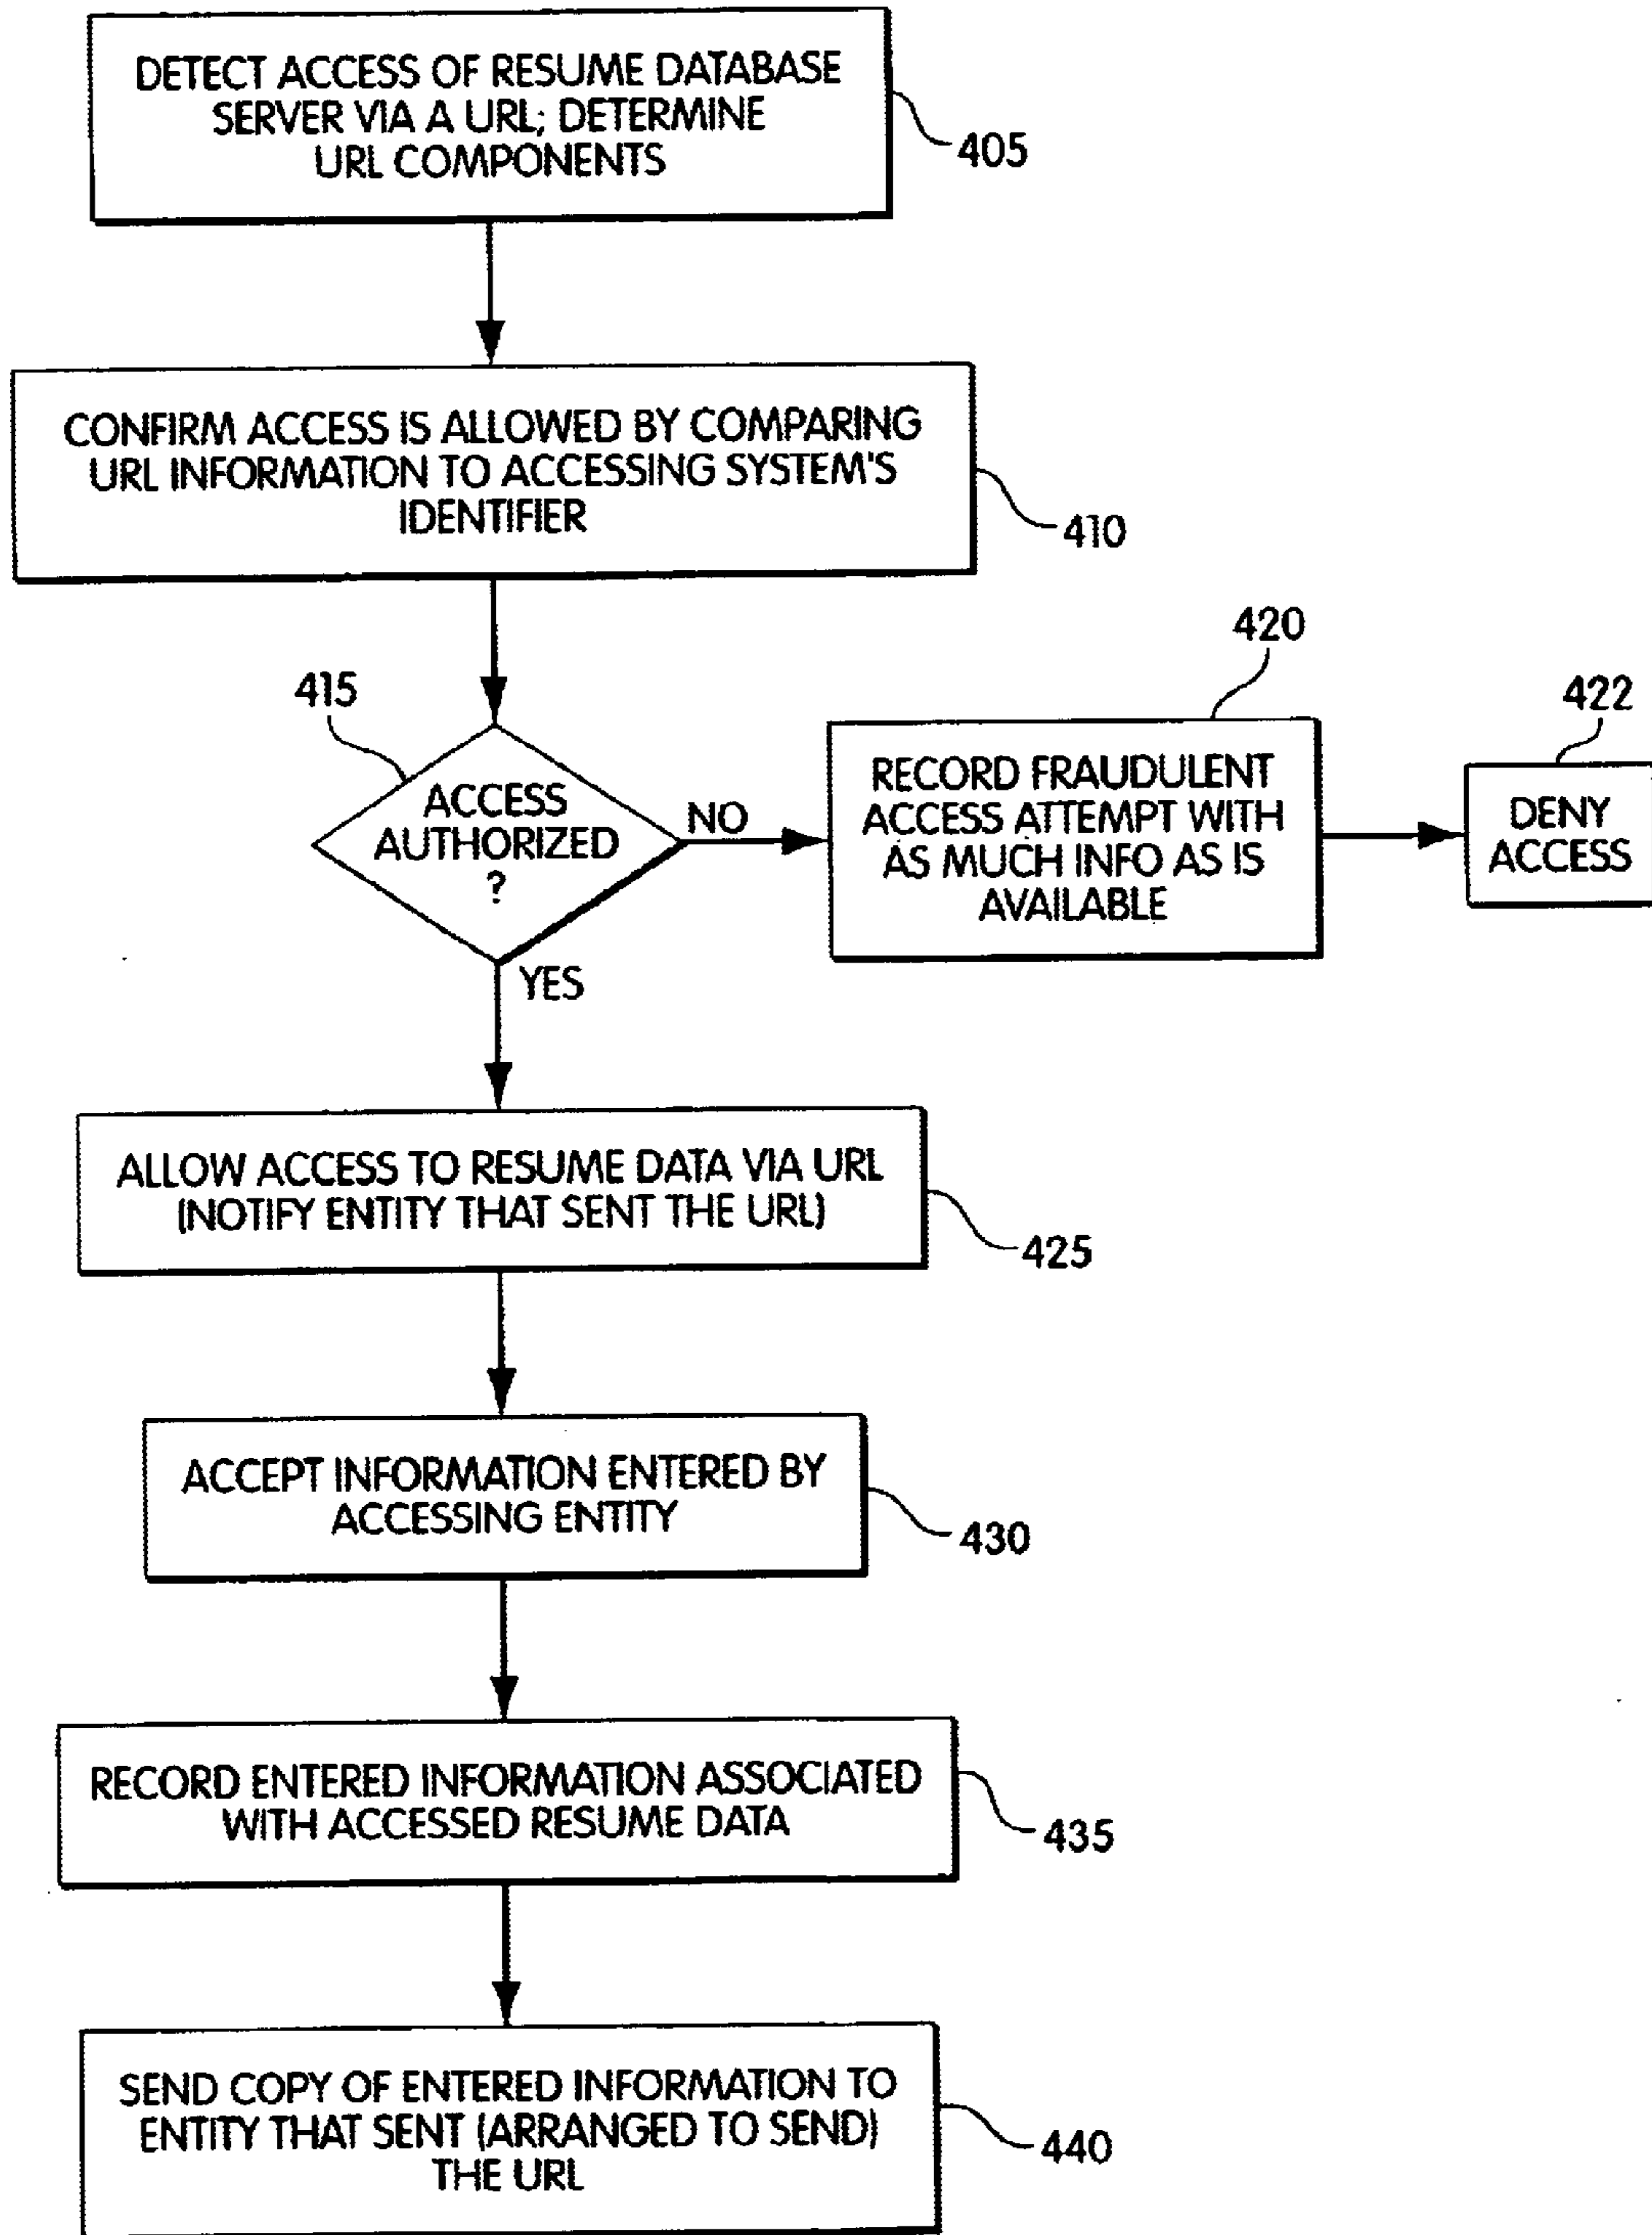 DETECT ACCESS OF RESUME DATABASE
SERVER VIA A URL; DETERMINE
URL COMPONENTS
405
CONFIRM ACCESS IS ALLOWED BY COMPARING
URL INFORMATION TO ACCESSING SYSTEM'S
IDENTIFIER
410
415
ACCESS
AUTHORIZED
?
NO
YES
420
RECORD FRAUDULENT
ACCESS ATTEMPT WITH
AS MUCH INFO AS IS
AVAILABLE
422
DENY
ACCESS
ALLOW ACCESS TO RESUME DATA VIA URL
(NOTIFY ENTITY THAT SENT THE URL)
425
ACCEPT INFORMATION ENTERED BY
ACCESSING ENTITY
430
RECORD ENTERED INFORMATION ASSOCIATED
WITH ACCESSED RESUME DATA
435
SEND COPY OF ENTERED INFORMATION TO
ENTITY THAT SENT (ARRANGED TO SEND)
THE URL
440